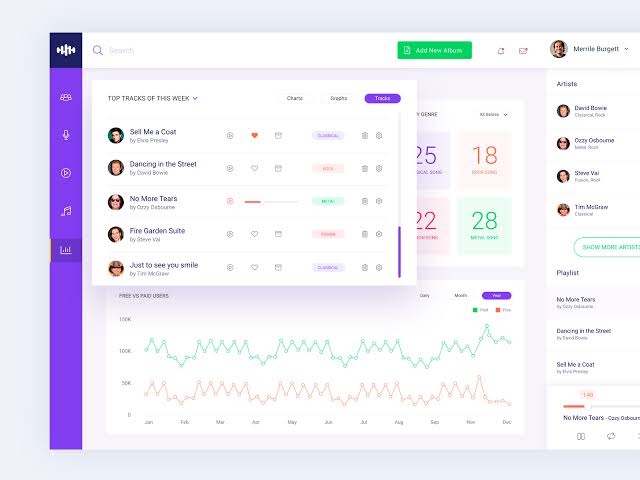 Search
Add New Album
Merrile Burgett
TOP TRACKS OF THIS WEEK
Charts
Graphs
Tracks
Sell Me a Coat
by Elvis Presley
CLASSICAL
Dancing in the Street
by David Bowie
ROCK
No More Tears
by Ozzy Osbourne
METAL
Fire Garden Suite
by Steve Vai
FUSION
Just to see you smile
by Tim McGraw
CLASSICAL
Y GENRE
All Genre
25
SICAL SONG
18
ROCK SONG
22
ON SONG
28
METAL SONG
Artists
David Bowie
Classical, Rock
Ozzy Osbourne
Metal, Rock
Steve Vai
Fusion, Rock
Tim McGraw
Classical
SHOW MORE ARTISTS
Playlist
No More Tears
by Ozzy Osbourne
Dancing in the Street
by David Bowie
Sell Me a Coat
by Elvis Presley
1:40
No More Tears - Ozzy Osbourn
FREE VS PAID USERS
Daily
Month
Year
Paid
Free
150K
100K
50K
0
Jan
Feb
Mar
Apr
May
Jun
Jul
Aug
Sep
Oct
Nov
Dec